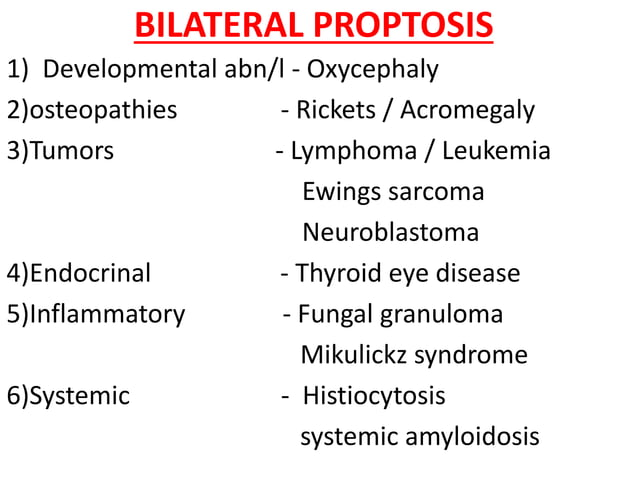 BILATERAL PROPTOSIS
1) Developmental abn/l - Oxycephaly
2)osteopathies - Rickets / Acromegaly
3)Tumors - Lymphoma / Leukemia
Ewings sarcoma
Neuroblastoma
4)Endocrinal - Thyroid eye disease
5)Inflammatory - Fungal granuloma
Mikulickz syndrome
6)Systemic - Histiocytosis
systemic amyloidosis